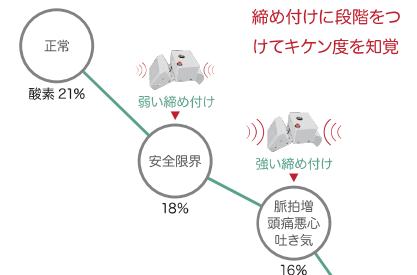 締め付けに段階をつ
けてキケン度を知覚
正常
酸素 21%
弱い締め付け
安全限界
18%
強い締め付け
脈拍増
頭痛悪心
吐き気
16%